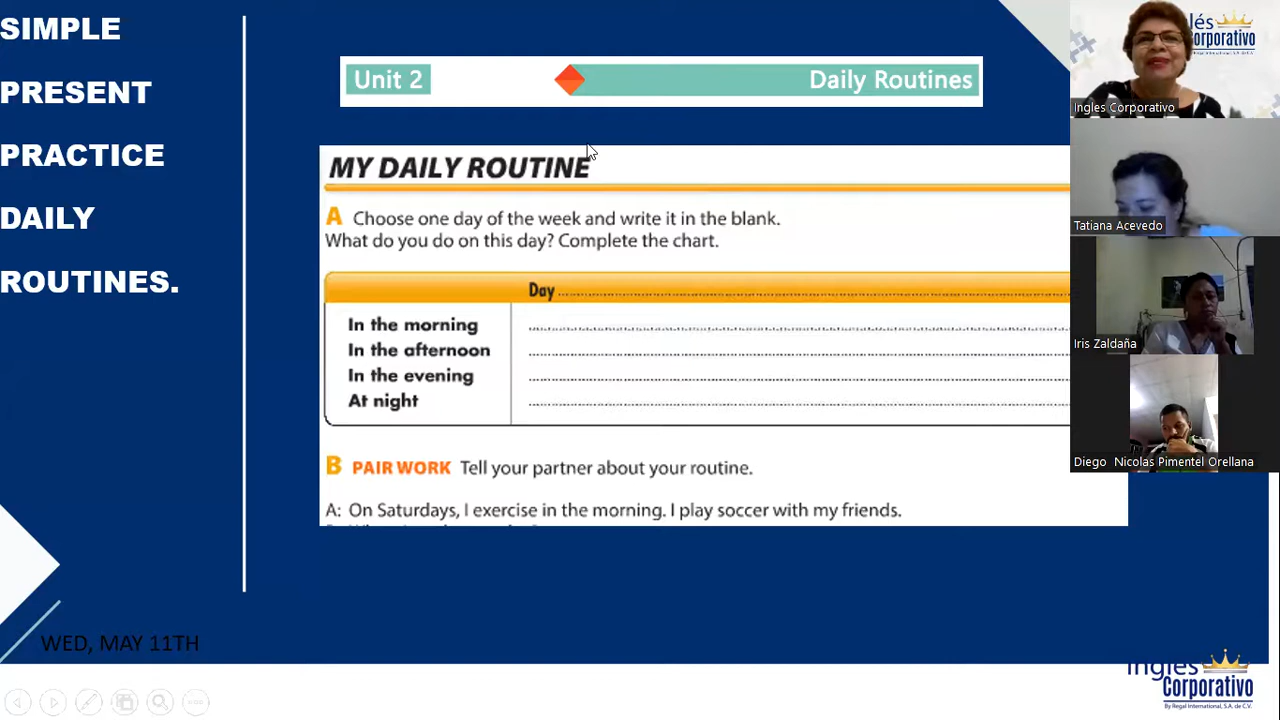 SIMPLE
PRESENT
PRACTICE
DAILY
ROUTINES.
WED, MAY 11TH
Unit 2
Daily Routines
MY DAILY ROUTINE
A Choose one day of the week and write it in the blank.
What do you do on this day? Complete the chart.
Day
In the morning
In the afternoon
In the evening
At night
B PAIR WORK Tell your partner about your routine.
A: On Saturdays, I exercise in the morning. I play soccer with my friends.
Ingles Corporativo
Tatiana Acevedo
Iris Zaldaña
Diego Nicolas Pimentel Orellana
Inglés
Corporativo
By Regal International, S.A. de C.V.